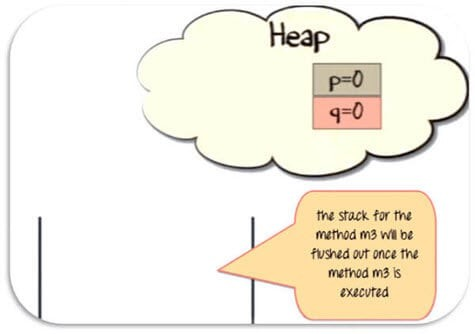 Heap
p=0
q=0
the stack for the
method m3 will be
flushed out once the
method m3 is
executed